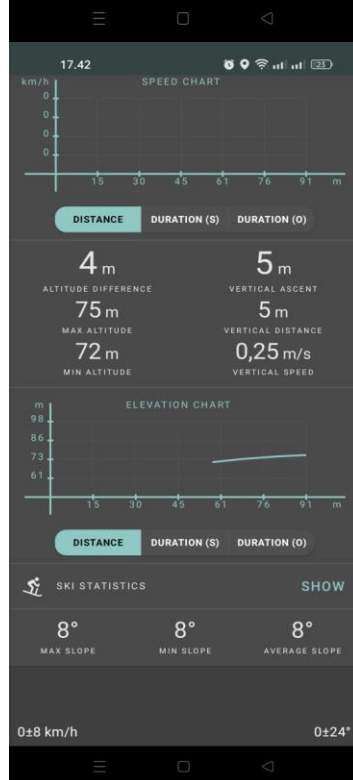 17.42
23
km/h SPEED CHART
0
0
0
0
15 30 45 61 76 91 m
DISTANCE DURATION (S) DURATION (O)
4 m 5 m
ALTITUDE DIFFERENCE VERTICAL ASCENT
75 m 5 m
MAX ALTITUDE VERTICAL DISTANCE
72 m 0,25 m/s
MIN ALTITUDE VERTICAL SPEED
m ELEVATION CHART
98
86
73
61
15 30 45 61 76 91 m
DISTANCE DURATION (S) DURATION (O)
SKI STATISTICS SHOW
8° 8° 8°
MAX SLOPE MIN SLOPE AVERAGE SLOPE
0±8 km/h 0±24°